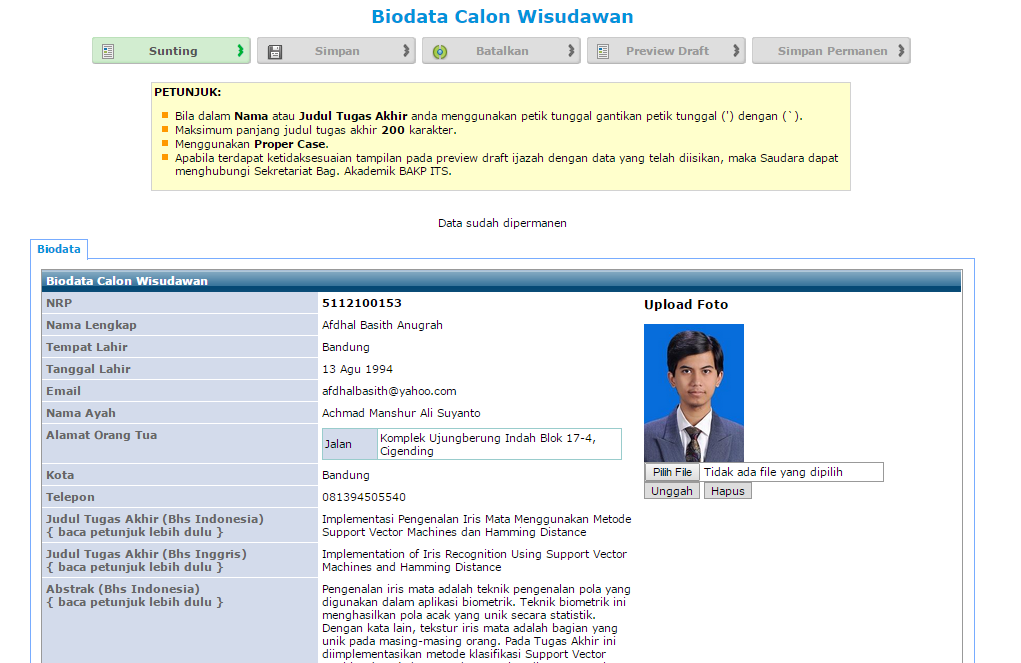 Biodata Calon Wisudawan
Sunting Simpan Batalkan Preview Draft Simpan Permanen
PETUNJUK:
Bila dalam Nama atau Judul Tugas Akhir anda menggunakan petik tunggal gantikan petik tunggal (') dengan (`).
Maksimum panjang judul tugas akhir 200 karakter.
Menggunakan Proper Case.
Apabila terdapat ketidaksesuaian tampilan pada preview draft ijazah dengan data yang telah diisikan, maka Saudara dapat
menghubungi Sekretariat Bag. Akademik BAKP ITS.
Data sudah dipermanen
Biodata
Biodata Calon Wisudawan
NRP 5112100153
Nama Lengkap Afdhal Basith Anugrah
Tempat Lahir Bandung
Tanggal Lahir 13 Agu 1994
Email afdhalbasith@yahoo.com
Nama Ayah Achmad Manshur Ali Suyanto
Alamat Orang Tua
Jalan
Komplek Ujungberung Indah Blok 17-4,
Cigending
Kota Bandung
Telepon 081394505540
Judul Tugas Akhir (Bhs Indonesia)
{ baca petunjuk lebih dulu }
Implementasi Pengenalan Iris Mata Menggunakan Metode
Support Vector Machines dan Hamming Distance
Judul Tugas Akhir (Bhs Inggris)
{ baca petunjuk lebih dulu }
Implementation of Iris Recognition Using Support Vector
Machines and Hamming Distance
Abstrak (Bhs Indonesia)
{ baca petunjuk lebih dulu }
Pengenalan iris mata adalah teknik pengenalan pola yang
digunakan dalam aplikasi biometrik. Teknik biometrik ini
menghasilkan pola acak yang unik secara statistik.
Dengan kata lain, tekstur iris mata adalah bagian yang
unik pada masing-masing orang. Pada Tugas Akhir ini
diimplementasikan metode klasifikasi Support Vector
Upload Foto
Pilih File Tidak ada file yang dipilih
Unggah Hapus